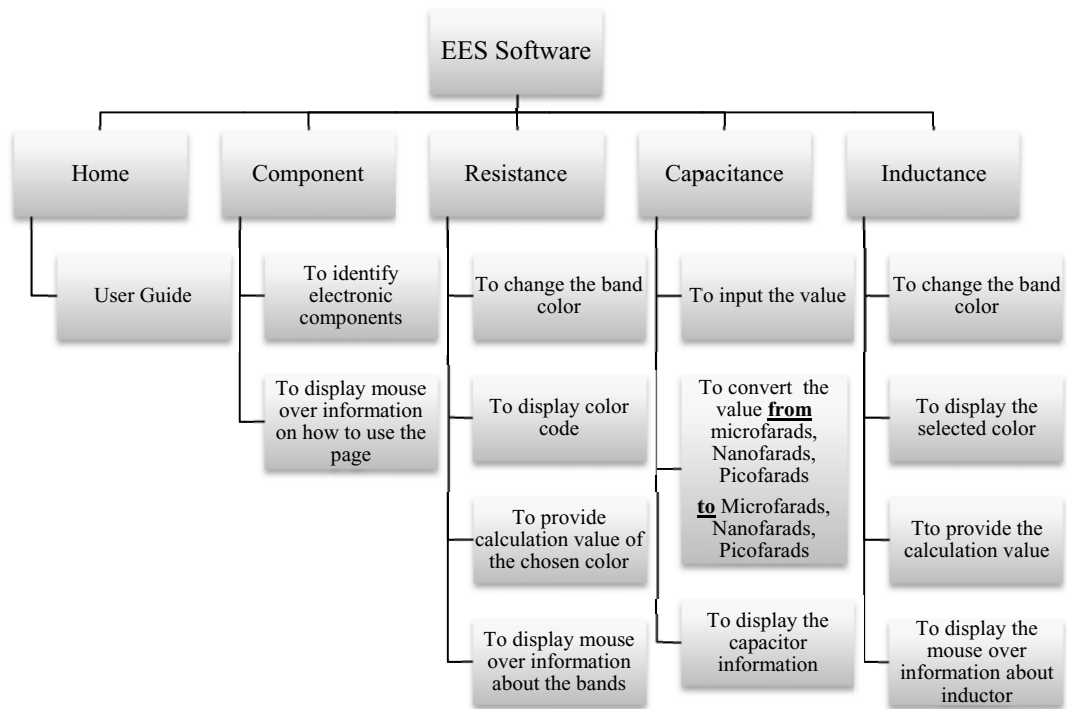 EES Software
Home
Component
Resistance
Capacitance
Inductance
User Guide
To identify
electronic
components
To display mouse
over information
on how to use the
page
To change the band
color
To display color
code
To provide
calculation value of
the chosen color
To display mouse
over information
about the bands
To input the value
To convert the
value from
microfarads,
Nanofarads,
Picofarads
to Microfarads,
Nanofarads,
Picofarads
To display the
capacitor
information
To change the band
color
To display the
selected color
Tto provide the
calculation value
To display the
mouse over
information about
inductor